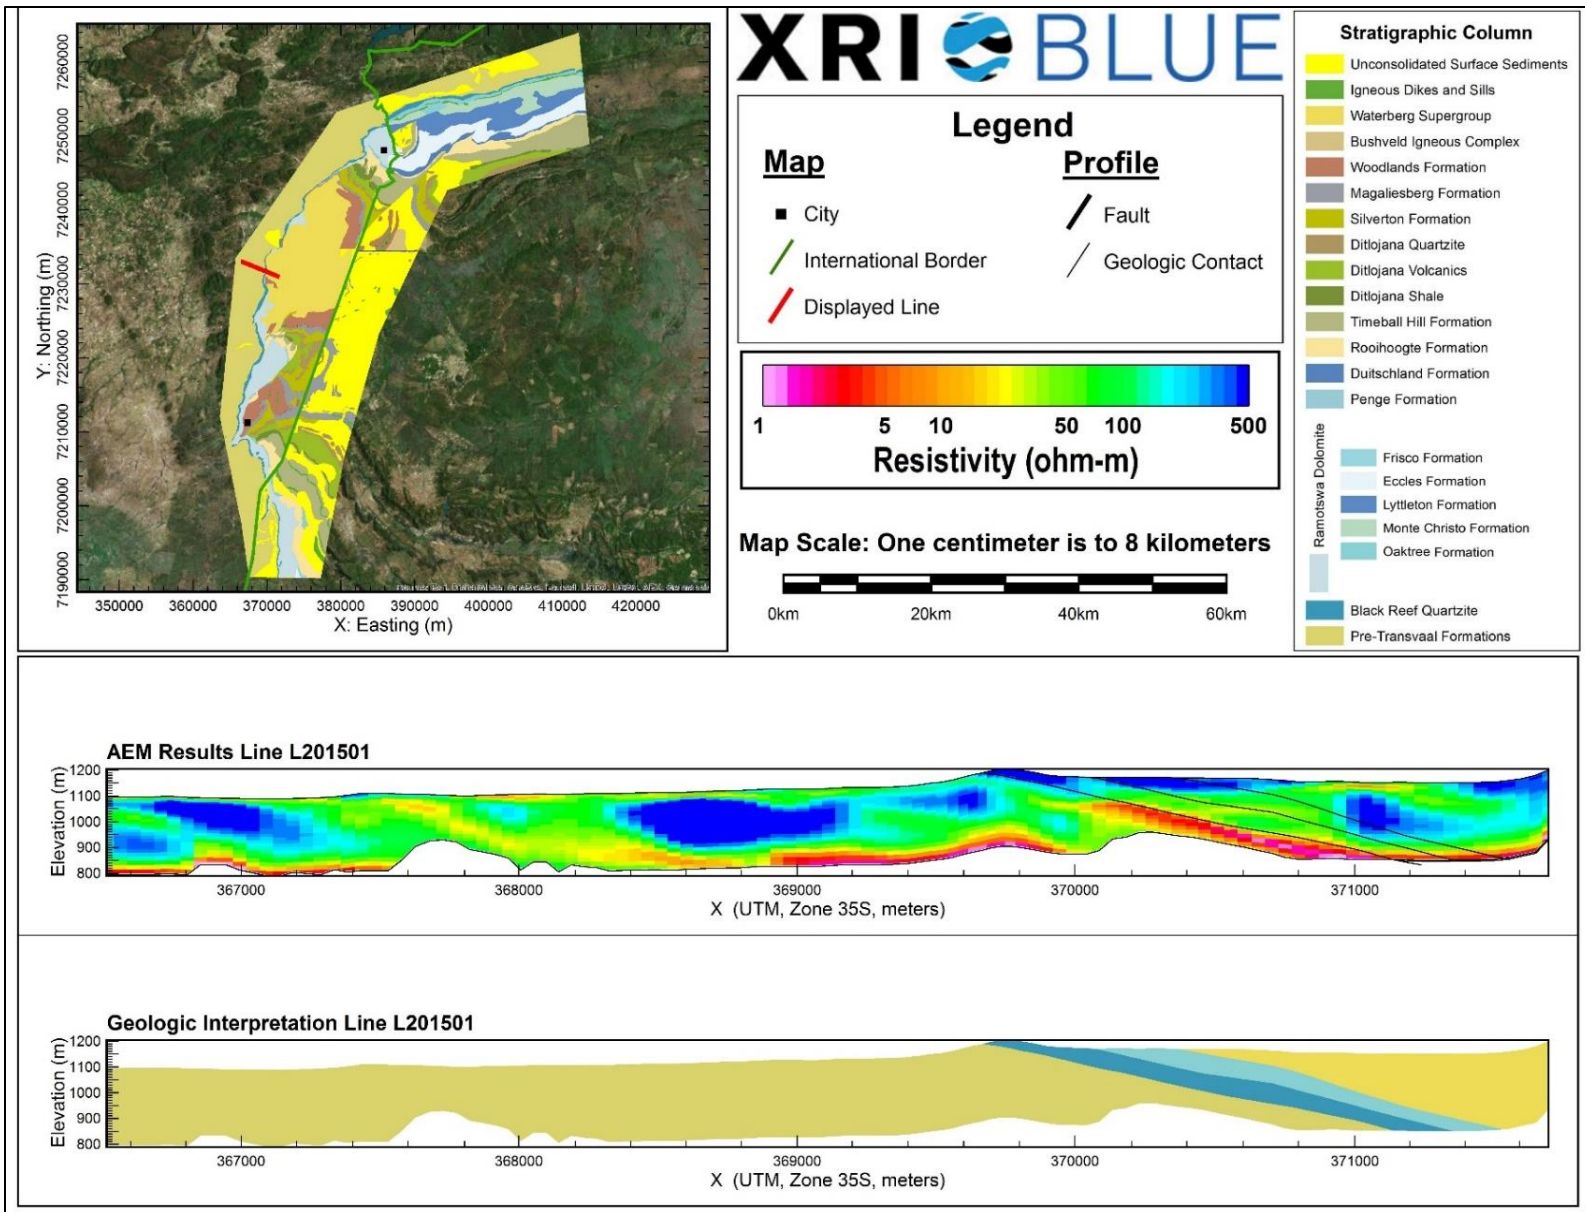 7260000
7250000
7240000
7230000
7220000
7210000
7200000
7190000
Y: Northing (m)
350000 360000 370000 380000 390000 400000 410000 420000
X: Easting (m)
XRI BLUE
Legend
Map
City
International Border
Displayed Line
Profile
Fault
Geologic Contact
1 5 10 50 100 500
Resistivity (ohm-m)
Map Scale: One centimeter is to 8 kilometers
0km 20km 40km 60km
Stratigraphic Column
Unconsolidated Surface Sediments
Igneous Dikes and Sills
Waterberg Supergroup
Bushveld Igneous Complex
Woodlands Formation
Magaliesberg Formation
Silverton Formation
Ditlojana Quartzite
Ditlojana Volcanics
Ditlojana Shale
Timeball Hill Formation
Rooihoogte Formation
Duitschland Formation
Penge Formation
Ramotswa Dolomite
Frisco Formation
Eccles Formation
Lyttleton Formation
Monte Christo Formation
Oaktree Formation
Black Reef Quartzite
Pre-Transvaal Formations
AEM Results Line L201501
Elevation (m)
1200
1100
1000
900
800
367000 368000 369000 370000 371000
X (UTM, Zone 35S, meters)
Geologic Interpretation Line L201501
Elevation (m)
1200
1100
1000
900
800
367000 368000 369000 370000 371000
X (UTM, Zone 35S, meters)